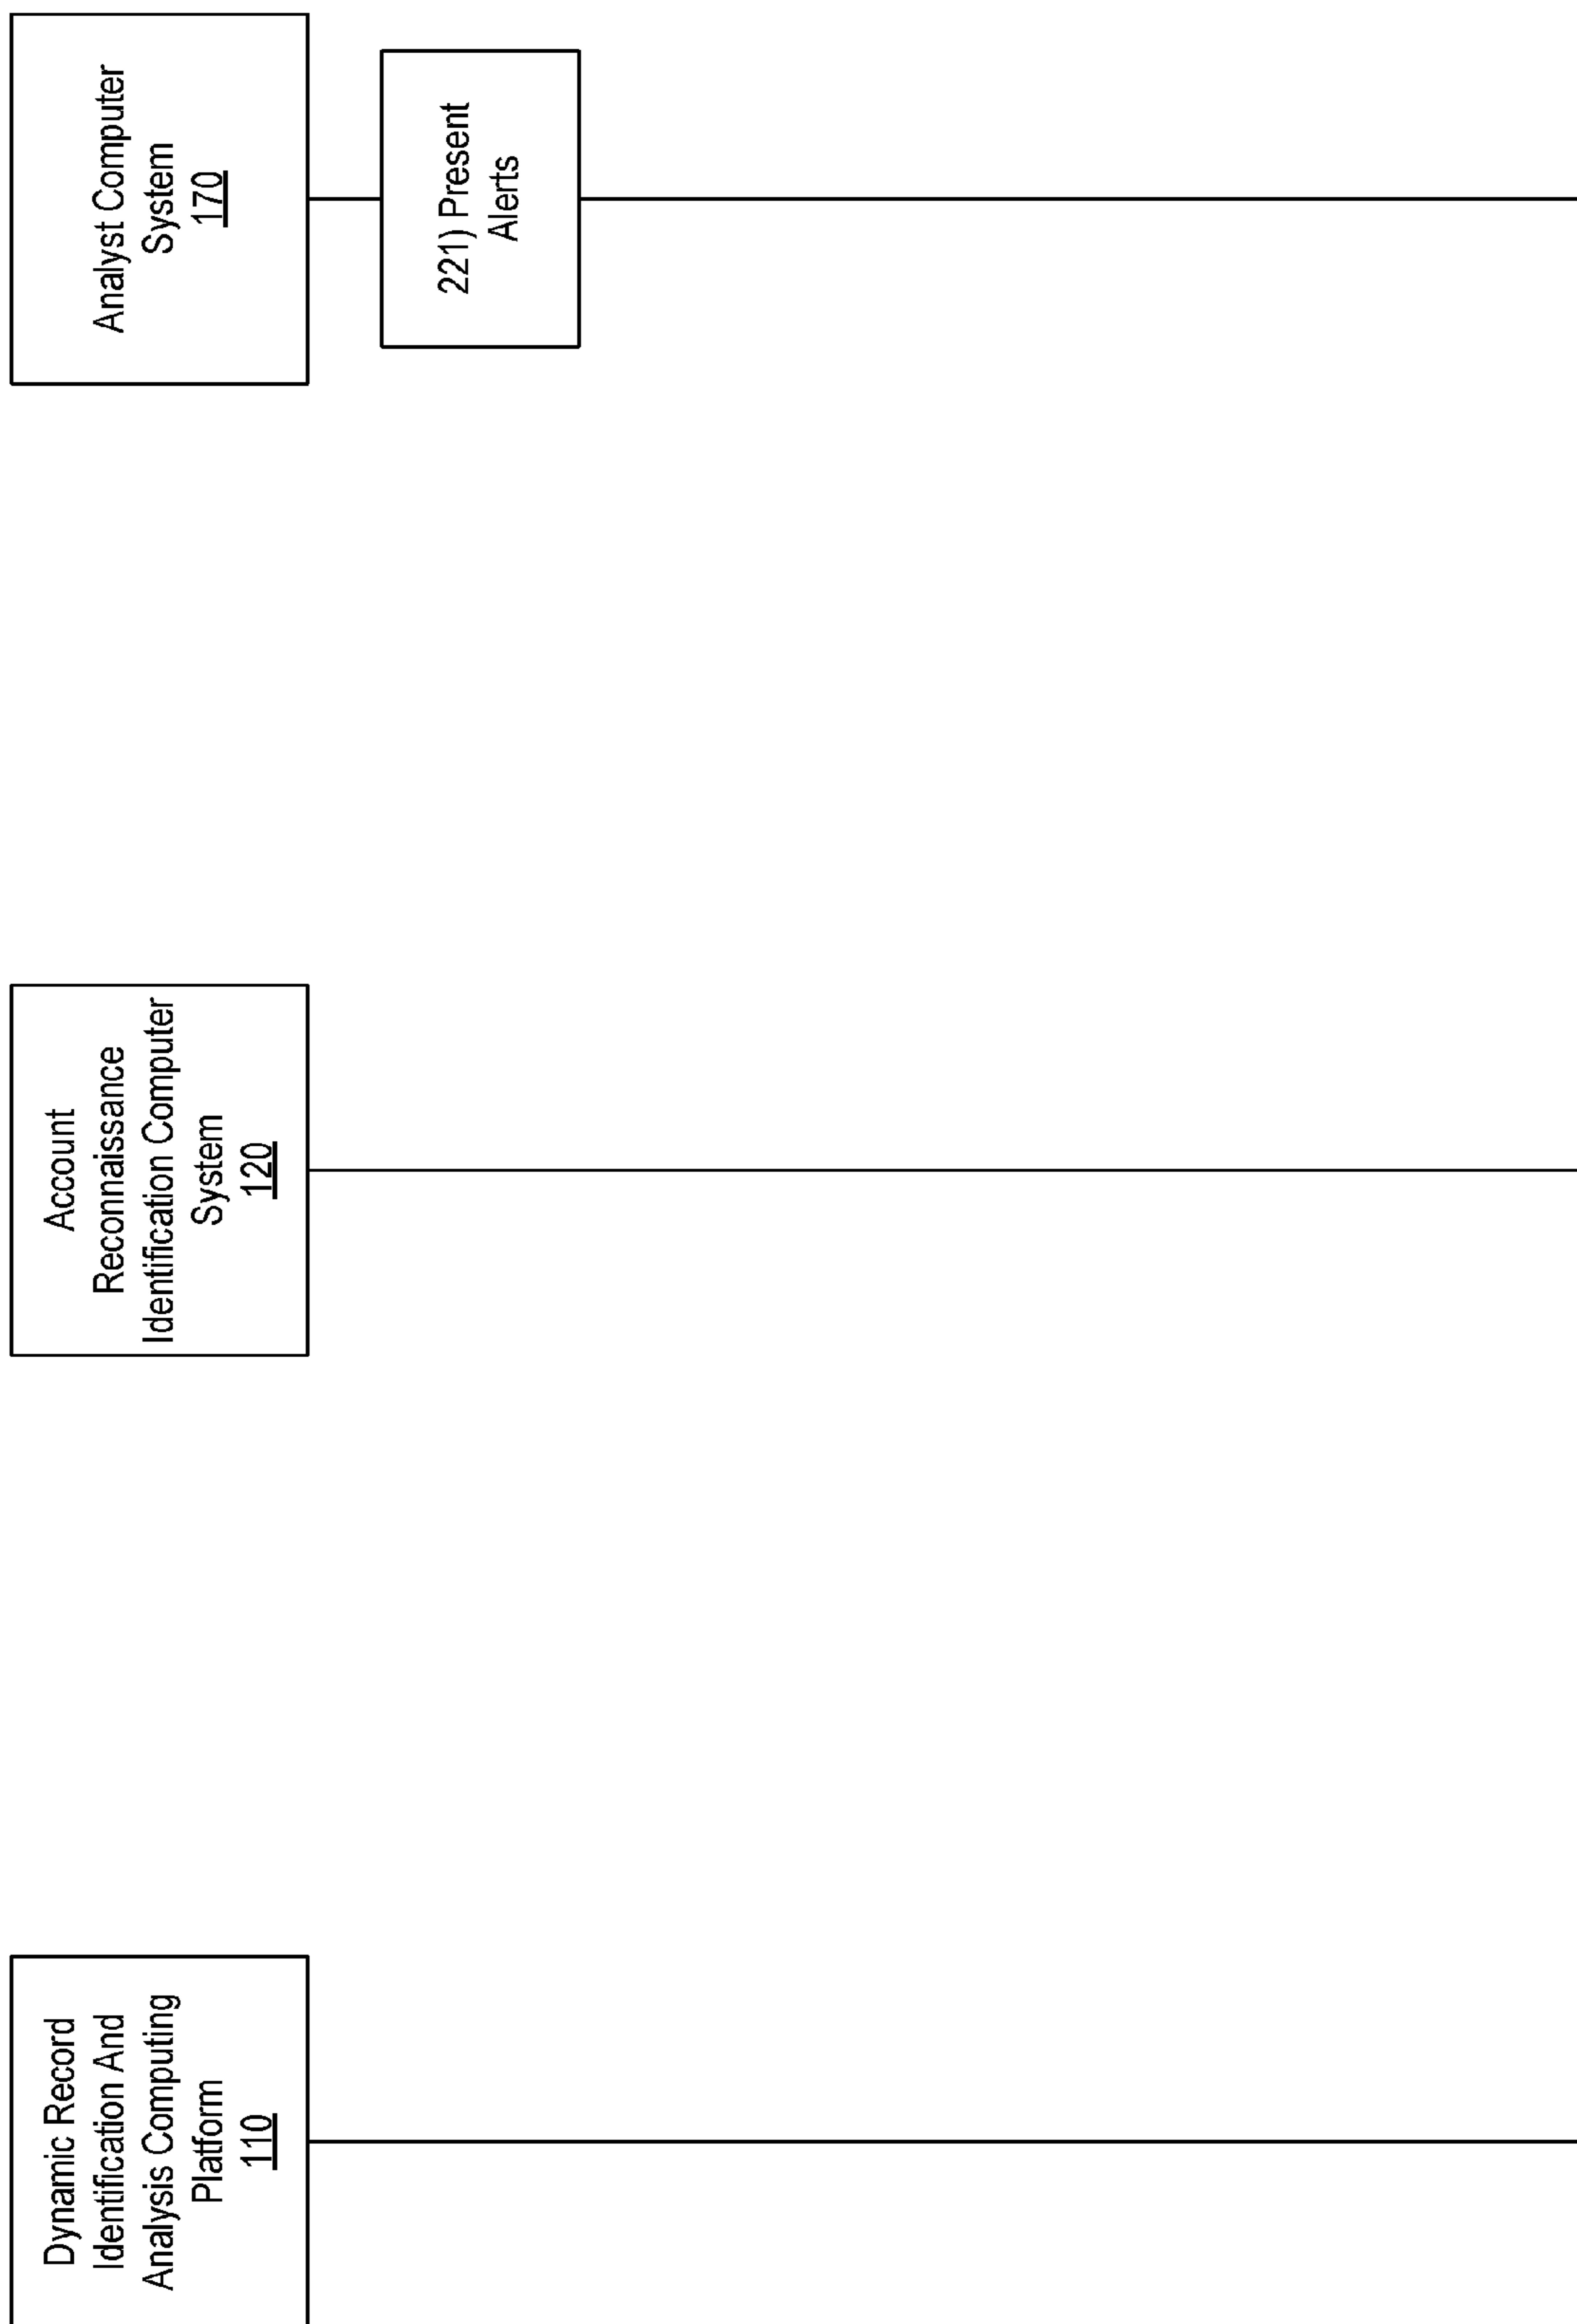 Dynamic Record
Identification And
Analysis Computing
Platform
110
Account
Reconnaissance
Identification Computer
System
120
Analyst Computer
System
170
221) Present
Alerts